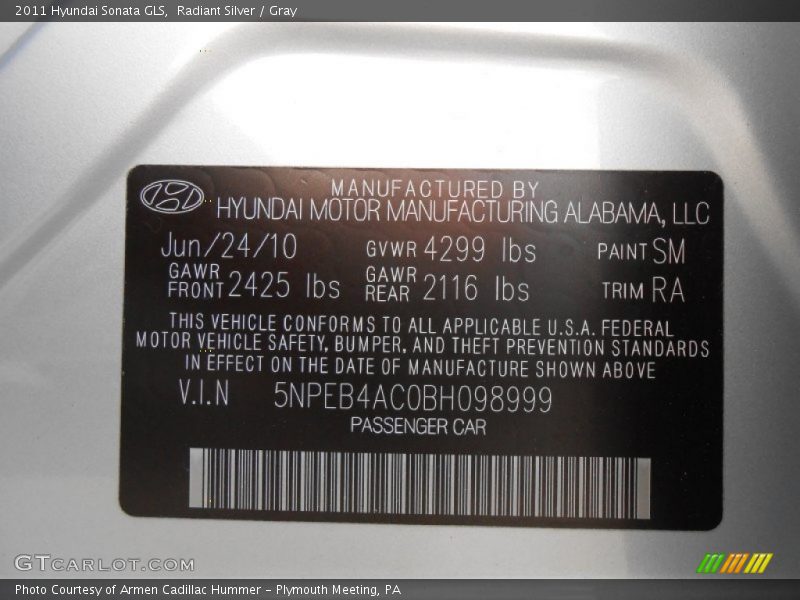 2011 Hyundai Sonata GLS, Radiant Silver / Gray
MANUFACTURED BY
HYUNDAI MOTOR MANUFACTURING ALABAMA, LLC
Jun/24/10 GVWR 4299 lbs PAINT SM
GAWR FRONT 2425 lbs GAWR REAR 2116 lbs TRIM RA
THIS VEHICLE CONFORMS TO ALL APPLICABLE U.S.A. FEDERAL
MOTOR VEHICLE SAFETY, BUMPER, AND THEFT PREVENTION STANDARDS
IN EFFECT ON THE DATE OF MANUFACTURE SHOWN ABOVE
V.I.N 5NPEB4AC0BH098999
PASSENGER CAR
GTCARLOT.COM
Photo Courtesy of Armen Cadillac Hummer - Plymouth Meeting, PA